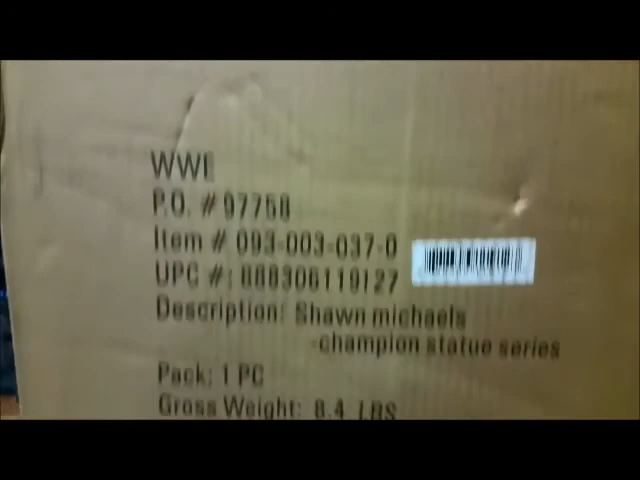 WWE
P.O. # 97758
Item # 093-003-037-0
UPC #: 888306119127
Description: Shawn michaels
-champion statue series
Pack: 1 PC
Gross Weight: 8.4 LBS